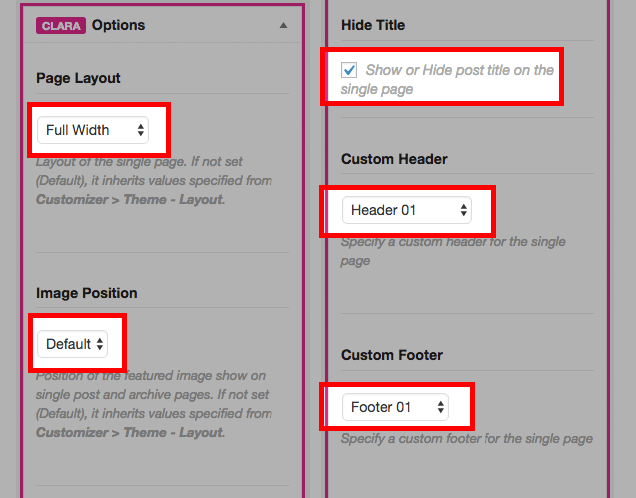 CLARA Options
Page Layout
Full Width
Layout of the single page. If not set
(Default), it inherits values specified from
Customizer > Theme - Layout.
Image Position
Default
Position of the featured image show on
single post and archive pages. If not set
(Default), it inherits values specified from
Customizer > Theme - Layout.
Hide Title
Show or Hide post title on the
single page
Custom Header
Header 01
Specify a custom header for the single
page
Custom Footer
Footer 01
Specify a custom footer for the single page